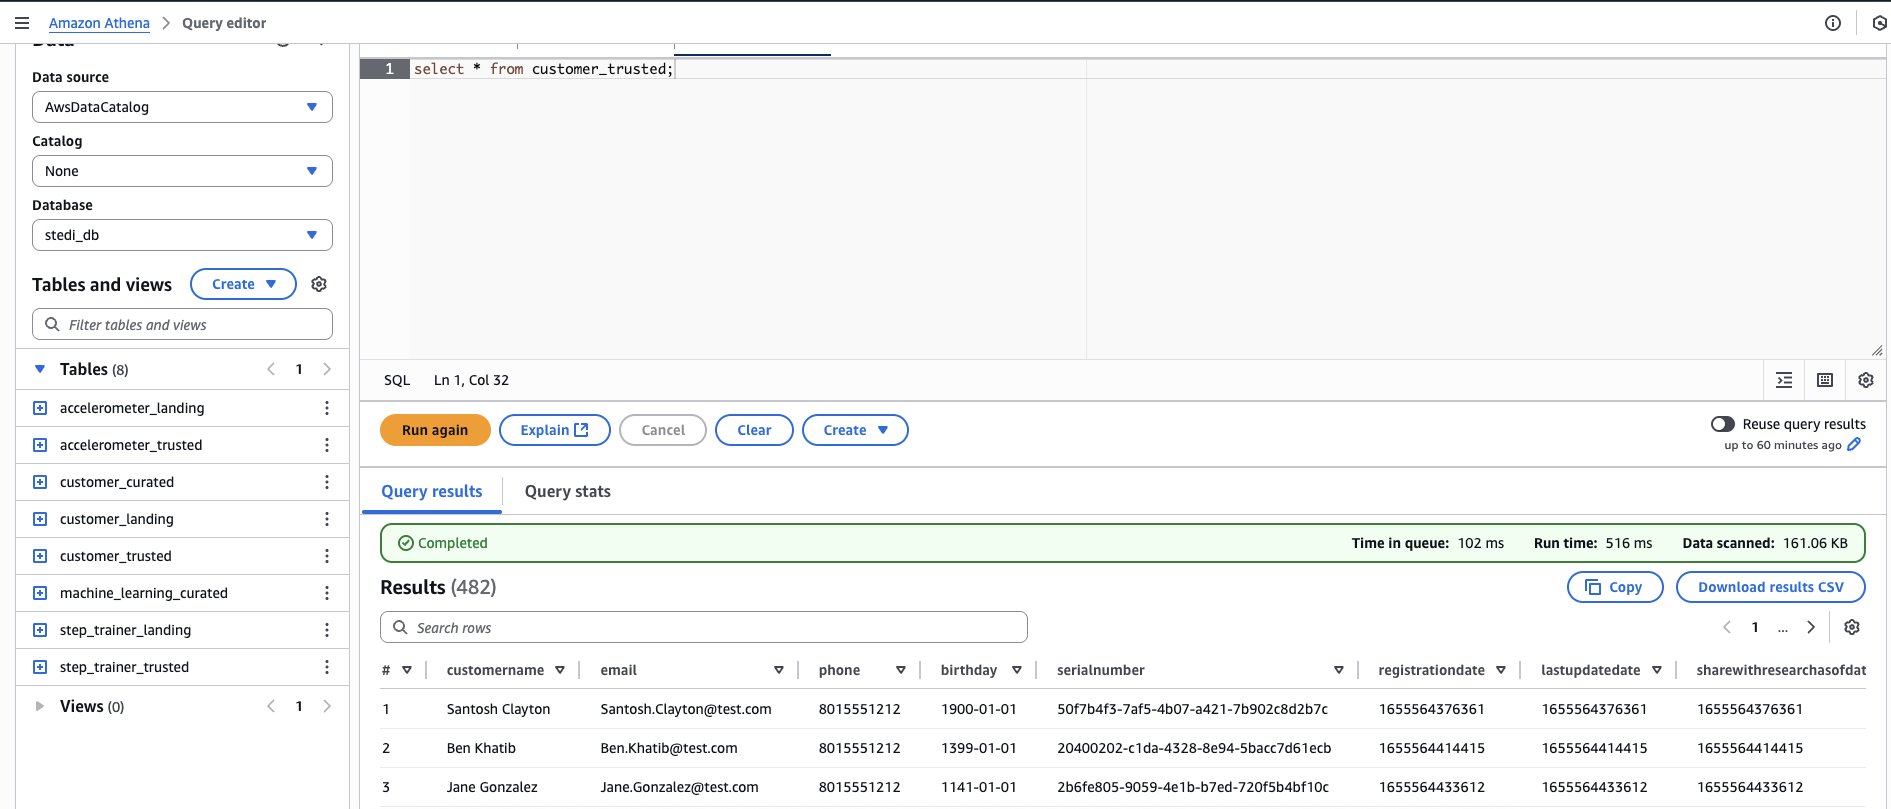 Amazon Athena > Query editor
Data
Data source
AwsDataCatalog
Catalog
None
Database
stedi_db
Tables and views
Create
Filter tables and views
Tables (8)
1
accelerometer_landing
accelerometer_trusted
customer_curated
customer_landing
customer_trusted
machine_learning_curated
step_trainer_landing
step_trainer_trusted
Views (0)
1
1 select * from customer_trusted;
SQL Ln 1, Col 32
Run again Explain Cancel Clear Create
Reuse query results
up to 60 minutes ago
Query results Query stats
Completed Time in queue: 102 ms Run time: 516 ms Data scanned: 161.06 KB
Results (482) Copy Download results CSV
Search rows 1 ...
# customername email phone birthday serialnumber registrationdate lastupdatedate sharewithresearchasofdat
1 Santosh Clayton Santosh.Clayton@test.com 8015551212 1900-01-01 50f7b4f3-7af5-4b07-a421-7b902c8d2b7c 1655564376361 1655564376361 1655564376361
2 Ben Khatib Ben.Khatib@test.com 8015551212 1399-01-01 20400202-c1da-4328-8e94-5bacc7d61ecb 1655564414415 1655564414415 1655564414415
3 Jane Gonzalez Jane.Gonzalez@test.com 8015551212 1141-01-01 2b6fe805-9059-4e1b-b7ed-720f5b4bf10c 1655564433612 1655564433612 1655564433612